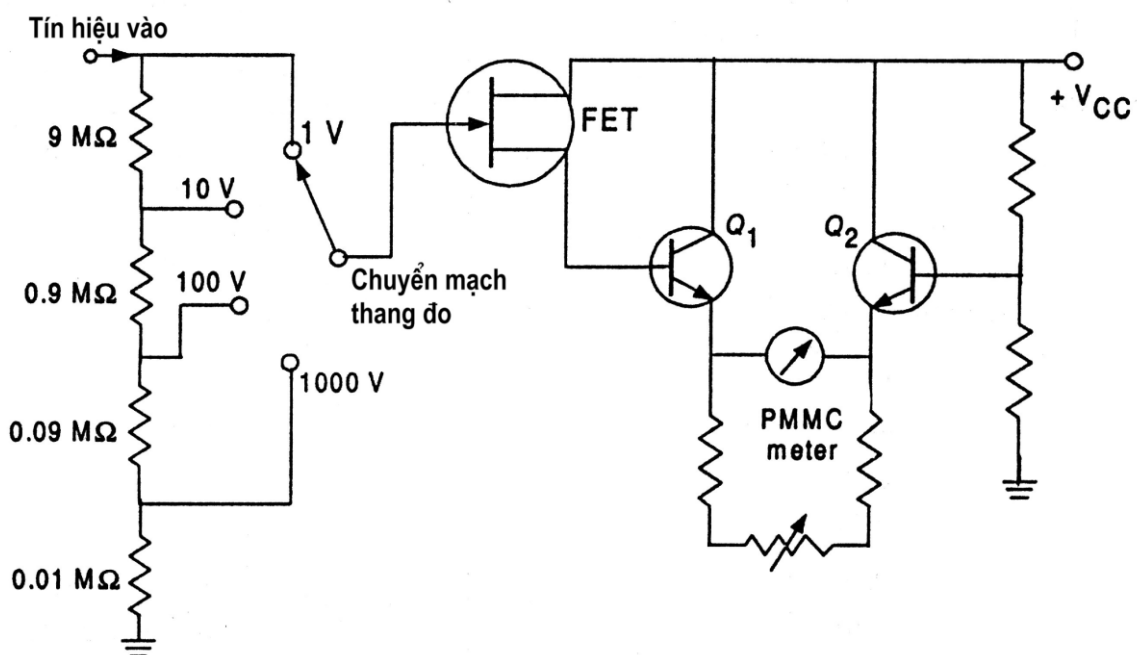 Tín hiệu vào
9 MΩ
1 V
10 V
0.9 MΩ
100 V
Chuyển mạch
thang đo
1000 V
0.09 MΩ
0.01 MΩ
FET
+ VCC
Q1
Q2
PMMC
meter